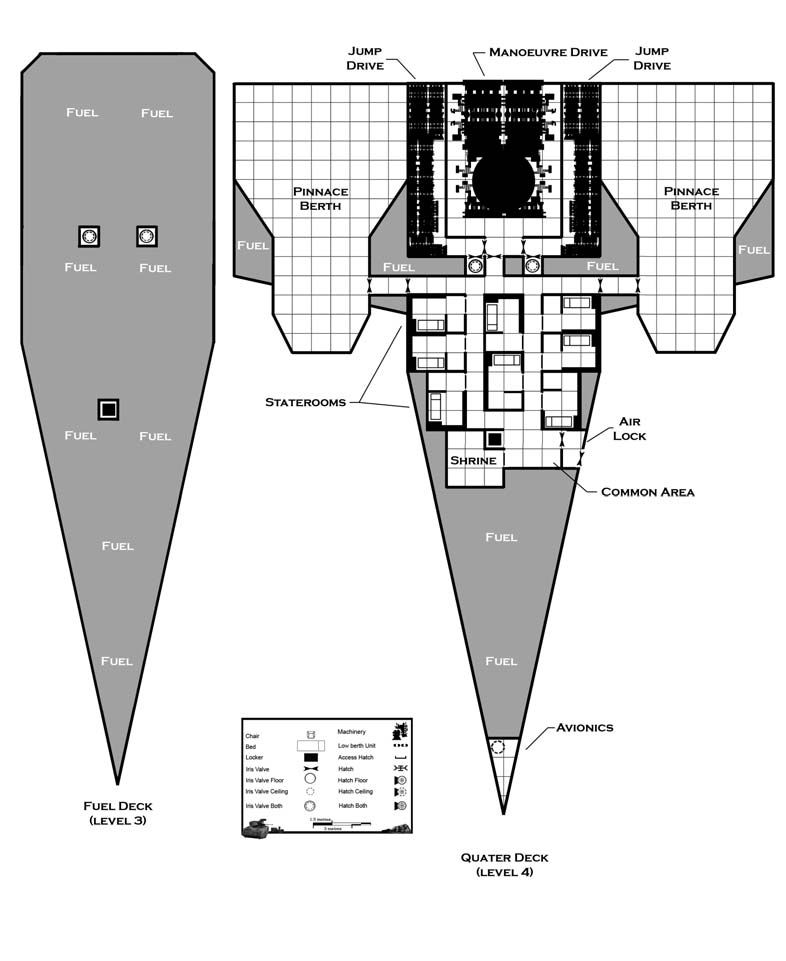 JUMP
DRIVE
MANOEUVRE DRIVE
JUMP
DRIVE
FUEL
FUEL
PINNACE
BERTH
PINNACE
BERTH
FUEL
FUEL
FUEL
FUEL
FUEL
FUEL
STATEROOMS
AIR
LOCK
FUEL
FUEL
SHRINE
COMMON AREA
FUEL
FUEL
FUEL
FUEL
AVIONICS
Chair
Machinery
Bed
Low berth Unit
Locker
Access Hatch
Iris Valve
Hatch
Iris Valve Floor
Hatch Floor
Iris Valve Ceiling
Hatch Ceiling
Iris Valve Both
Hatch Both
1.5 metres
3 metres
FUEL DECK
(LEVEL 3)
QUATER DECK
(LEVEL 4)